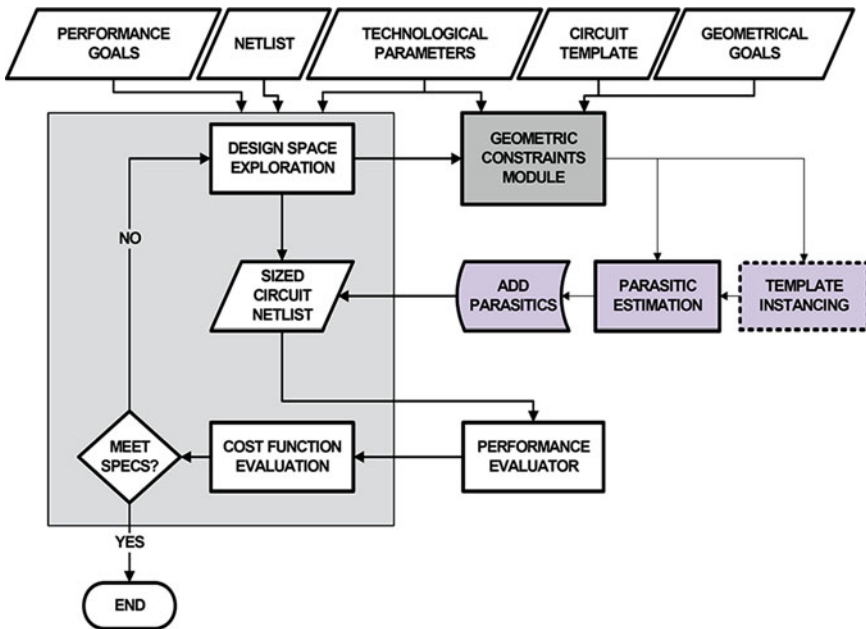 PERFORMANCE
GOALS
NETLIST
TECHNOLOGICAL
PARAMETERS
CIRCUIT
TEMPLATE
GEOMETRICAL
GOALS
DESIGN SPACE
EXPLORATION
GEOMETRIC
CONSTRAINTS
MODULE
NO
SIZED
CIRCUIT
NETLIST
ADD
PARASITICS
PARASITIC
ESTIMATION
TEMPLATE
INSTANCING
MEET
SPECS?
COST FUNCTION
EVALUATION
PERFORMANCE
EVALUATOR
YES
END